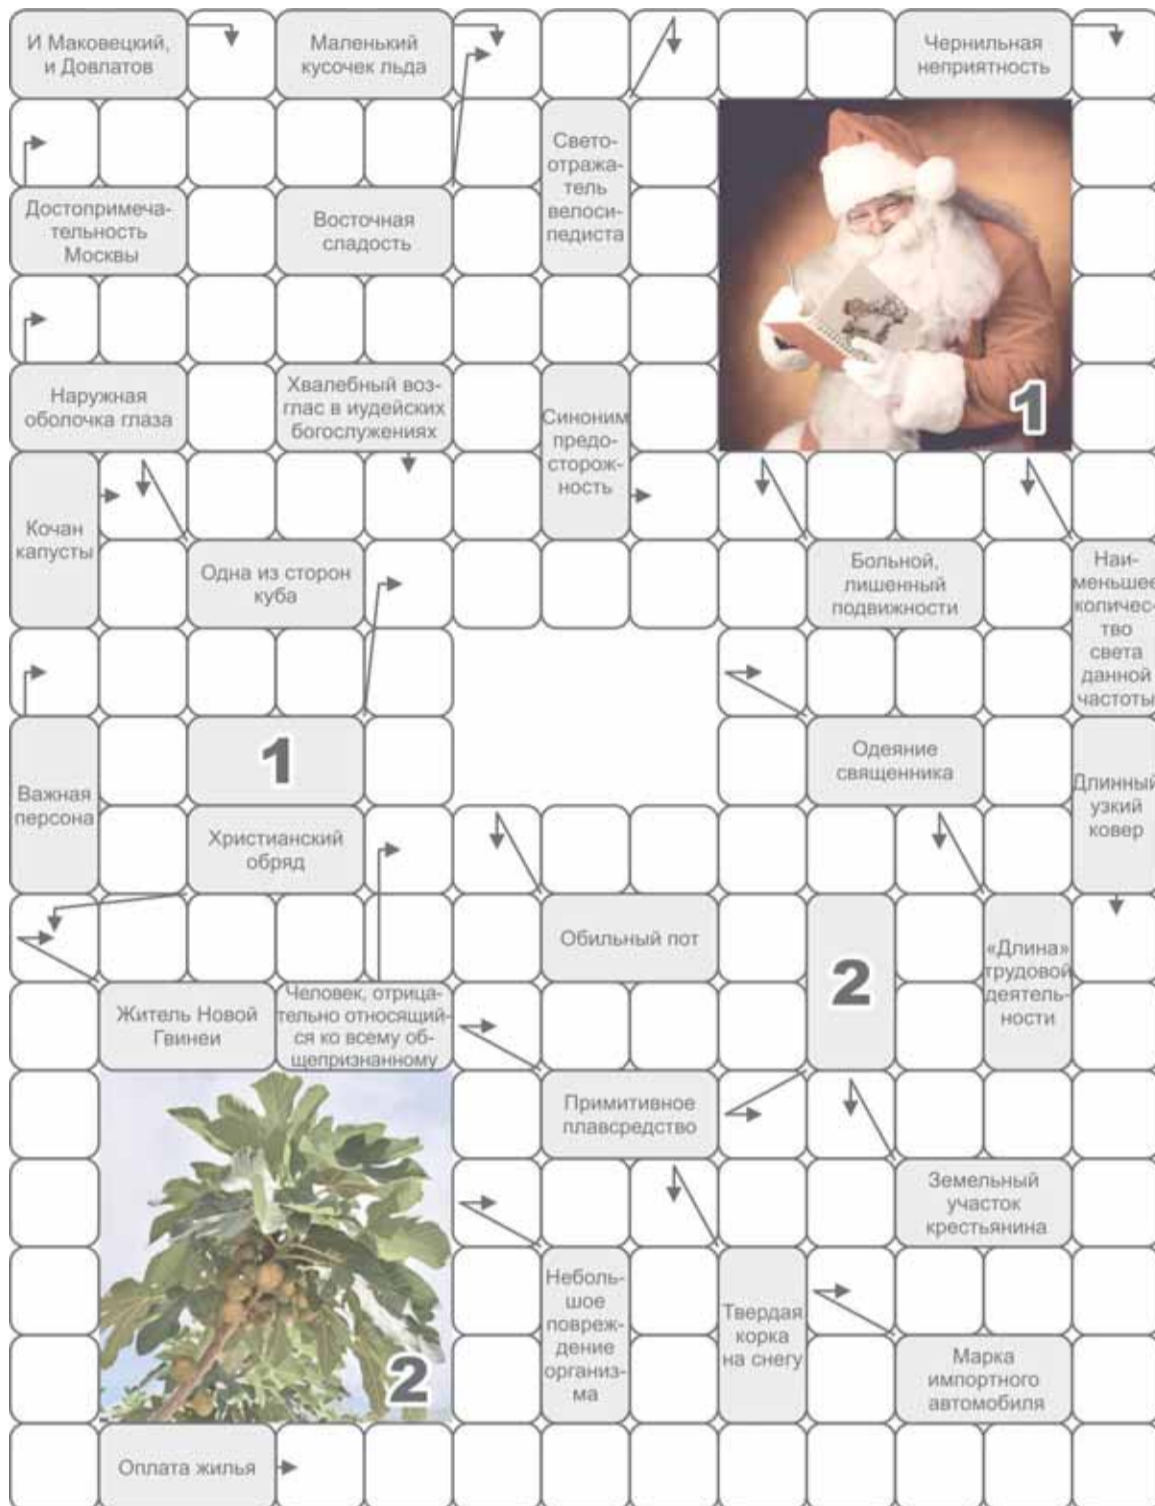 И Маковецкий,
и Довлатов
Маленький
кусочек льда
Чернильная
неприятность
Свето-
отража-
тель
велоси-
педиста
Достопримеча-
тельность
Москвы
Восточная
сладость
1
Наружная
оболочка глаза
Хвалебный воз-
глас в иудейских
богослужениях
Синоним
предо-
сторож-
ность
Кочан
капусты
Одна из сторон
куба
Больной,
лишенный
подвижности
Наи-
меньшее
количес-
тво
света
данной
частоты
Важная
персона
1
Одеяние
священника
Длинный
узкий
ковер
Христианский
обряд
Обильный пот
2
«Длина»
трудовой
деятель-
ности
Житель Новой
Гвинеи
Человек, отрица-
тельно относящий-
ся ко всему об-
щепризнанному
Примитивное
плавсредство
Земельный
участок
крестьянина
Неболь-
шое
повреж-
дение
организ-
ма
Твердая
корка
на снегу
Марка
импортного
автомобиля
2
Оплата жилья